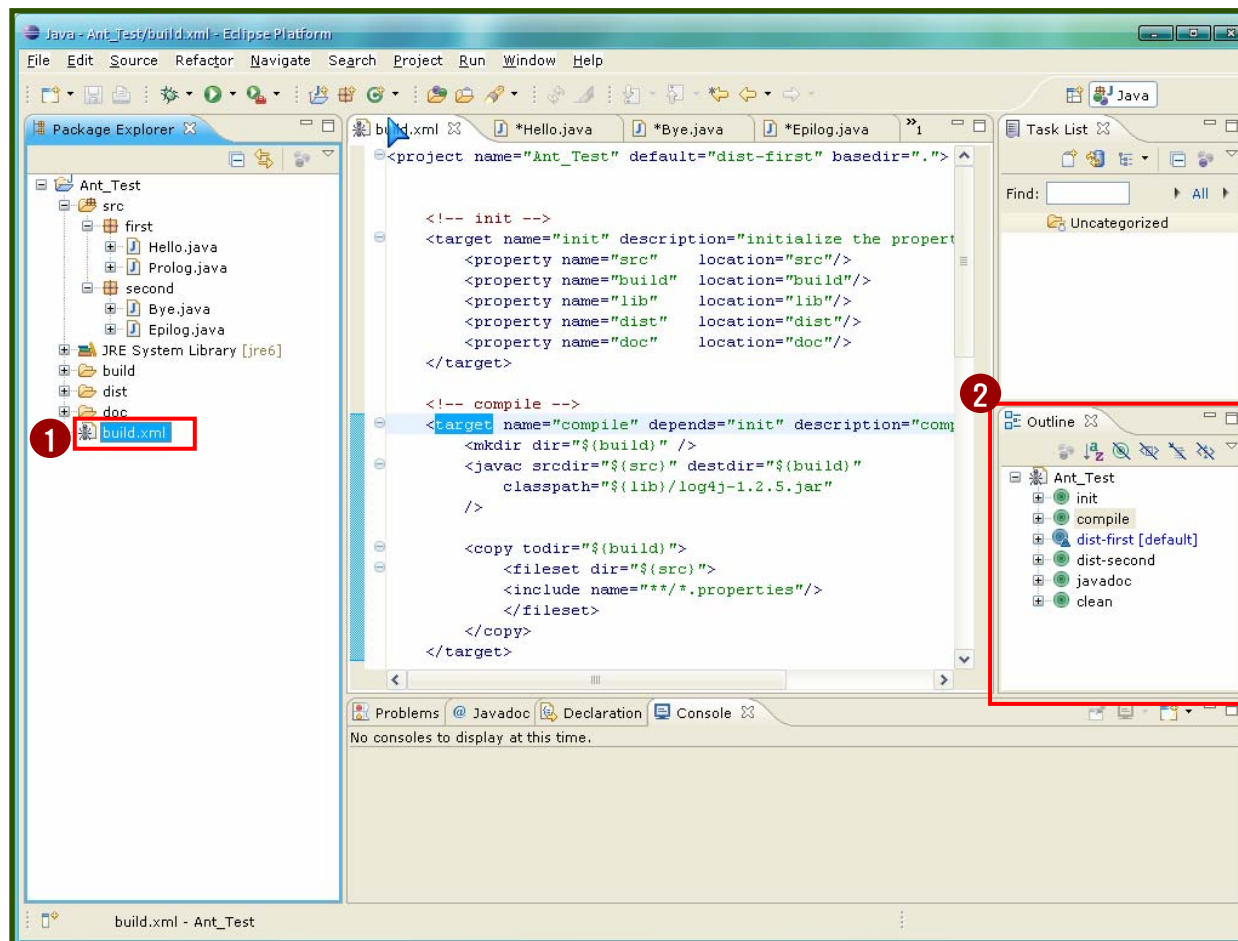 Java - Ant_Test/build.xml - Eclipse Platform
File Edit Source Refactor Navigate Search Project Run Window Help
Java
Package Explorer
Ant_Test
src
first
Hello.java
Prolog.java
second
Bye.java
Epilog.java
JRE System Library [jre6]
build
dist
doc
1
build.xml
build.xml *Hello.java *Bye.java *Epilog.java »1
<project name="Ant_Test" default="dist-first" basedir=".">
<!-- init -->
<target name="init" description="initialize the propert
<property name="src" location="src"/>
<property name="build" location="build"/>
<property name="lib" location="lib"/>
<property name="dist" location="dist"/>
<property name="doc" location="doc"/>
</target>
<!-- compile -->
<target name="compile" depends="init" description="comp
<mkdir dir="${build}" />
<javac srcdir="${src}" destdir="${build}"
classpath="${lib}/log4j-1.2.5.jar"
/>
<copy todir="${build}">
<fileset dir="${src}">
<include name="**/*.properties"/>
</fileset>
</copy>
</target>
Task List
Find: All
Uncategorized
2
Outline
Ant_Test
init
compile
dist-first [default]
dist-second
javadoc
clean
Problems @ Javadoc Declaration Console
No consoles to display at this time.
build.xml - Ant_Test